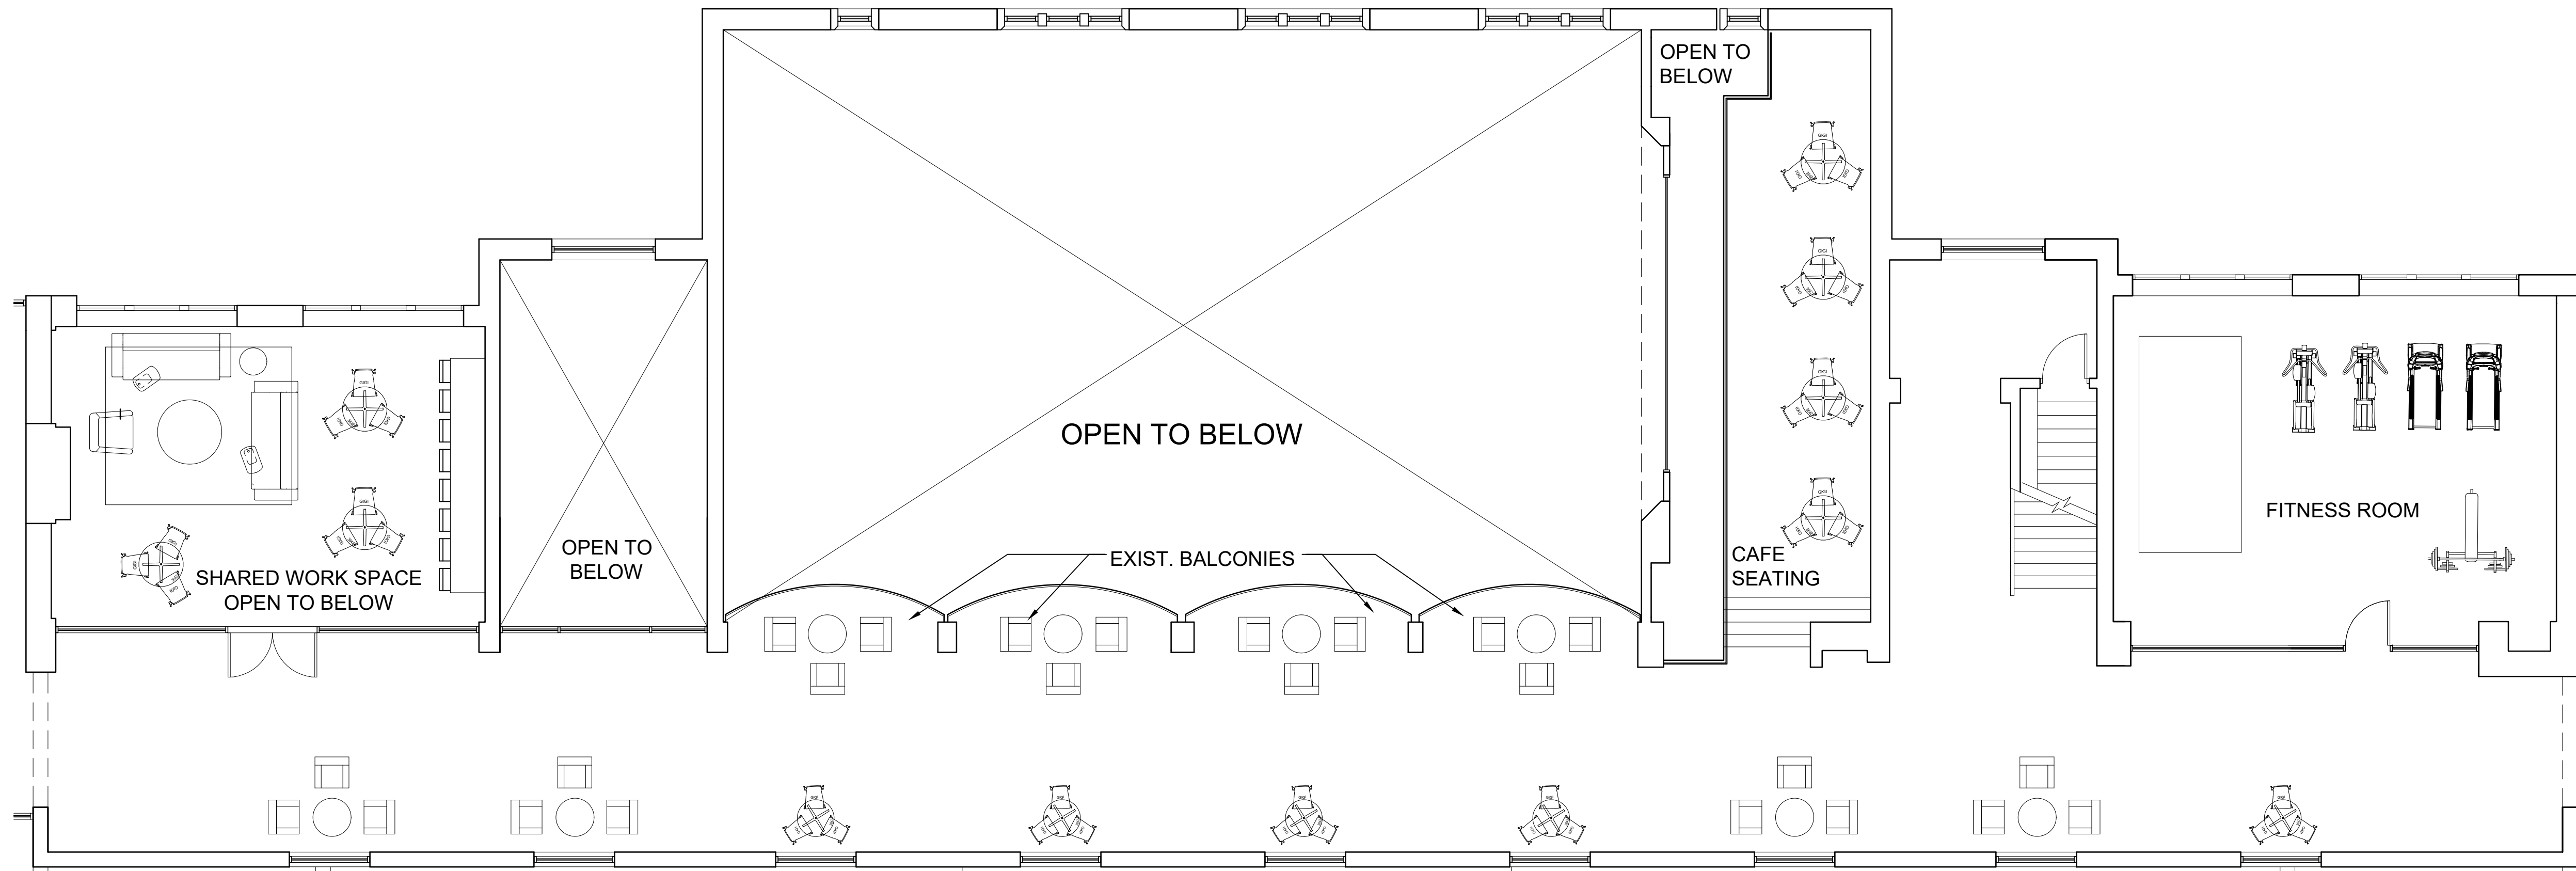 OPEN TO
BELOW
OPEN TO BELOW
FITNESS ROOM
OPEN TO
BELOW
EXIST. BALCONIES
CAFE
SEATING
SHARED WORK SPACE
OPEN TO BELOW